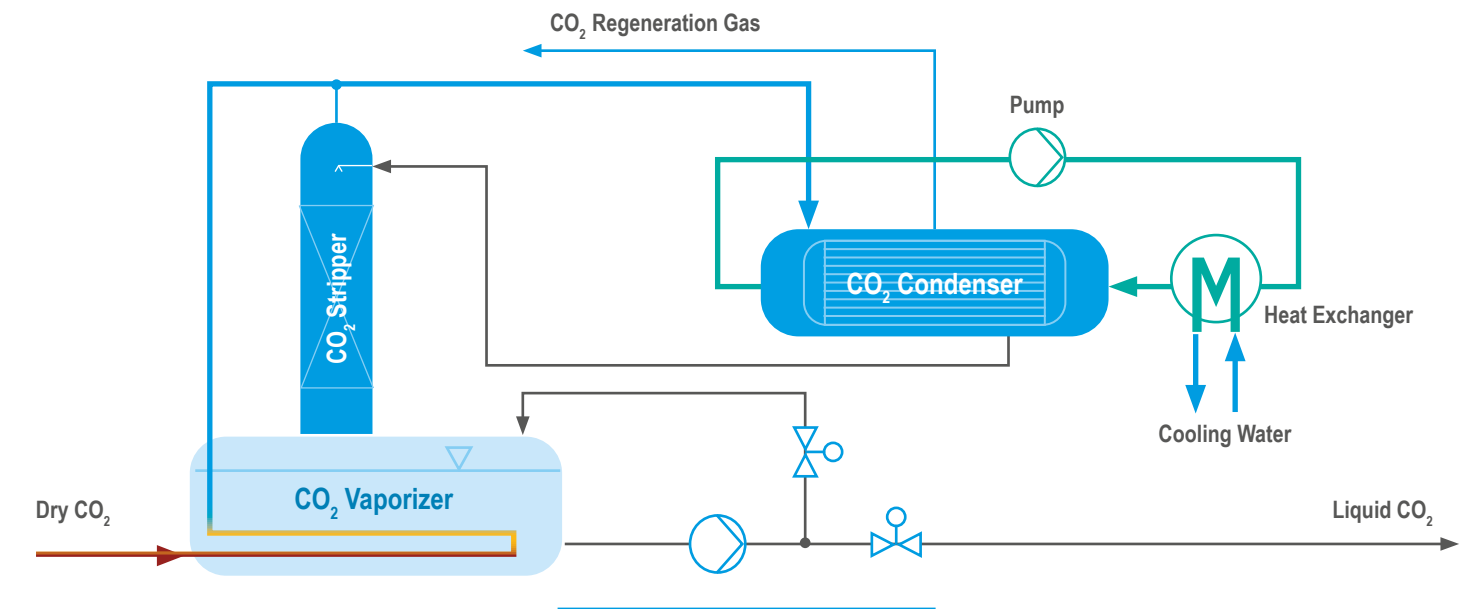 CO₂ Regeneration Gas
Pump
CO₂ Stripper
CO₂ Condenser
Heat Exchanger
Cooling Water
CO₂ Vaporizer
Dry CO₂
Liquid CO₂